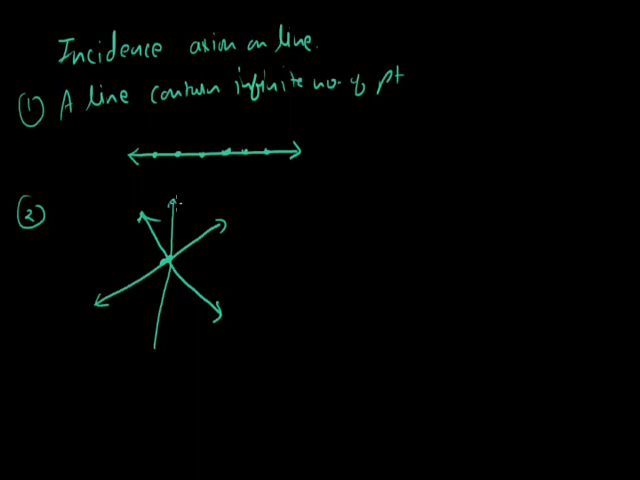 Incidence axiom on line.
(1) A line contain infinite no. of pt
(2)